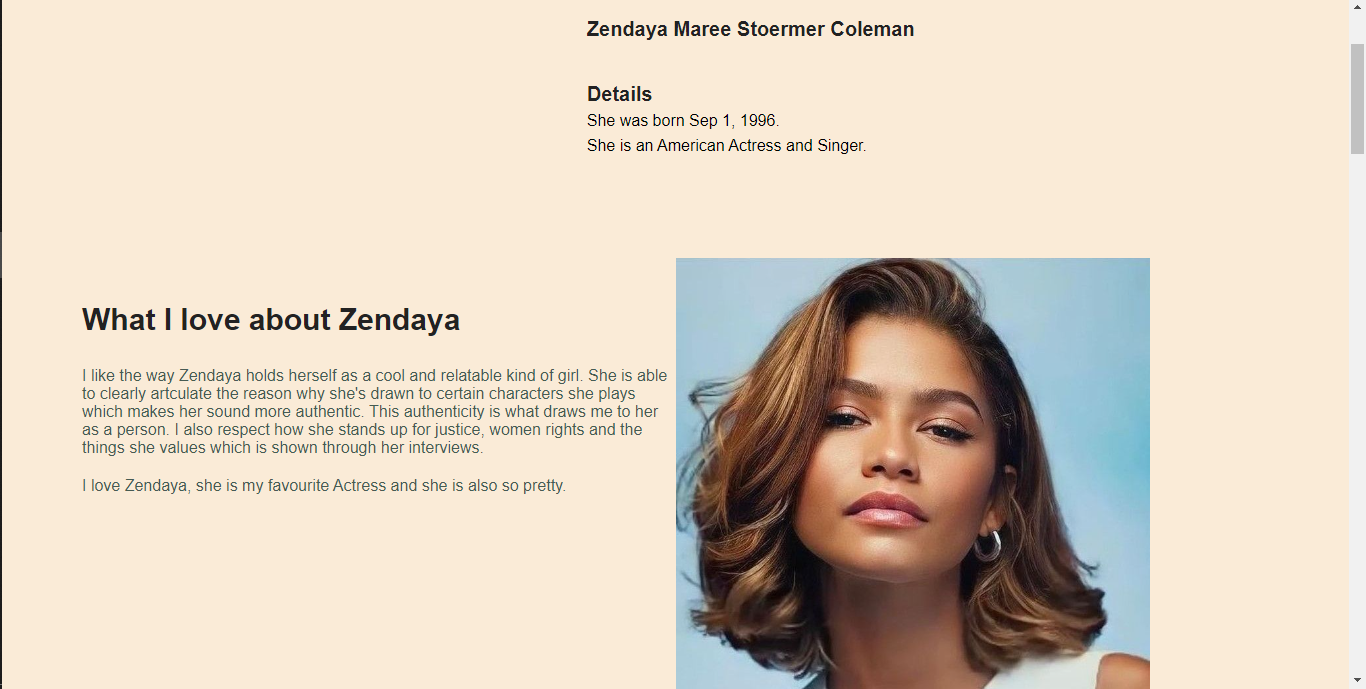 Zendaya Maree Stoermer Coleman
Details
She was born Sep 1, 1996.
She is an American Actress and Singer.
What I love about Zendaya
I like the way Zendaya holds herself as a cool and relatable kind of girl. She is able
to clearly artculate the reason why she's drawn to certain characters she plays
which makes her sound more authentic. This authenticity is what draws me to her
as a person. I also respect how she stands up for justice, women rights and the
things she values which is shown through her interviews.
I love Zendaya, she is my favourite Actress and she is also so pretty.